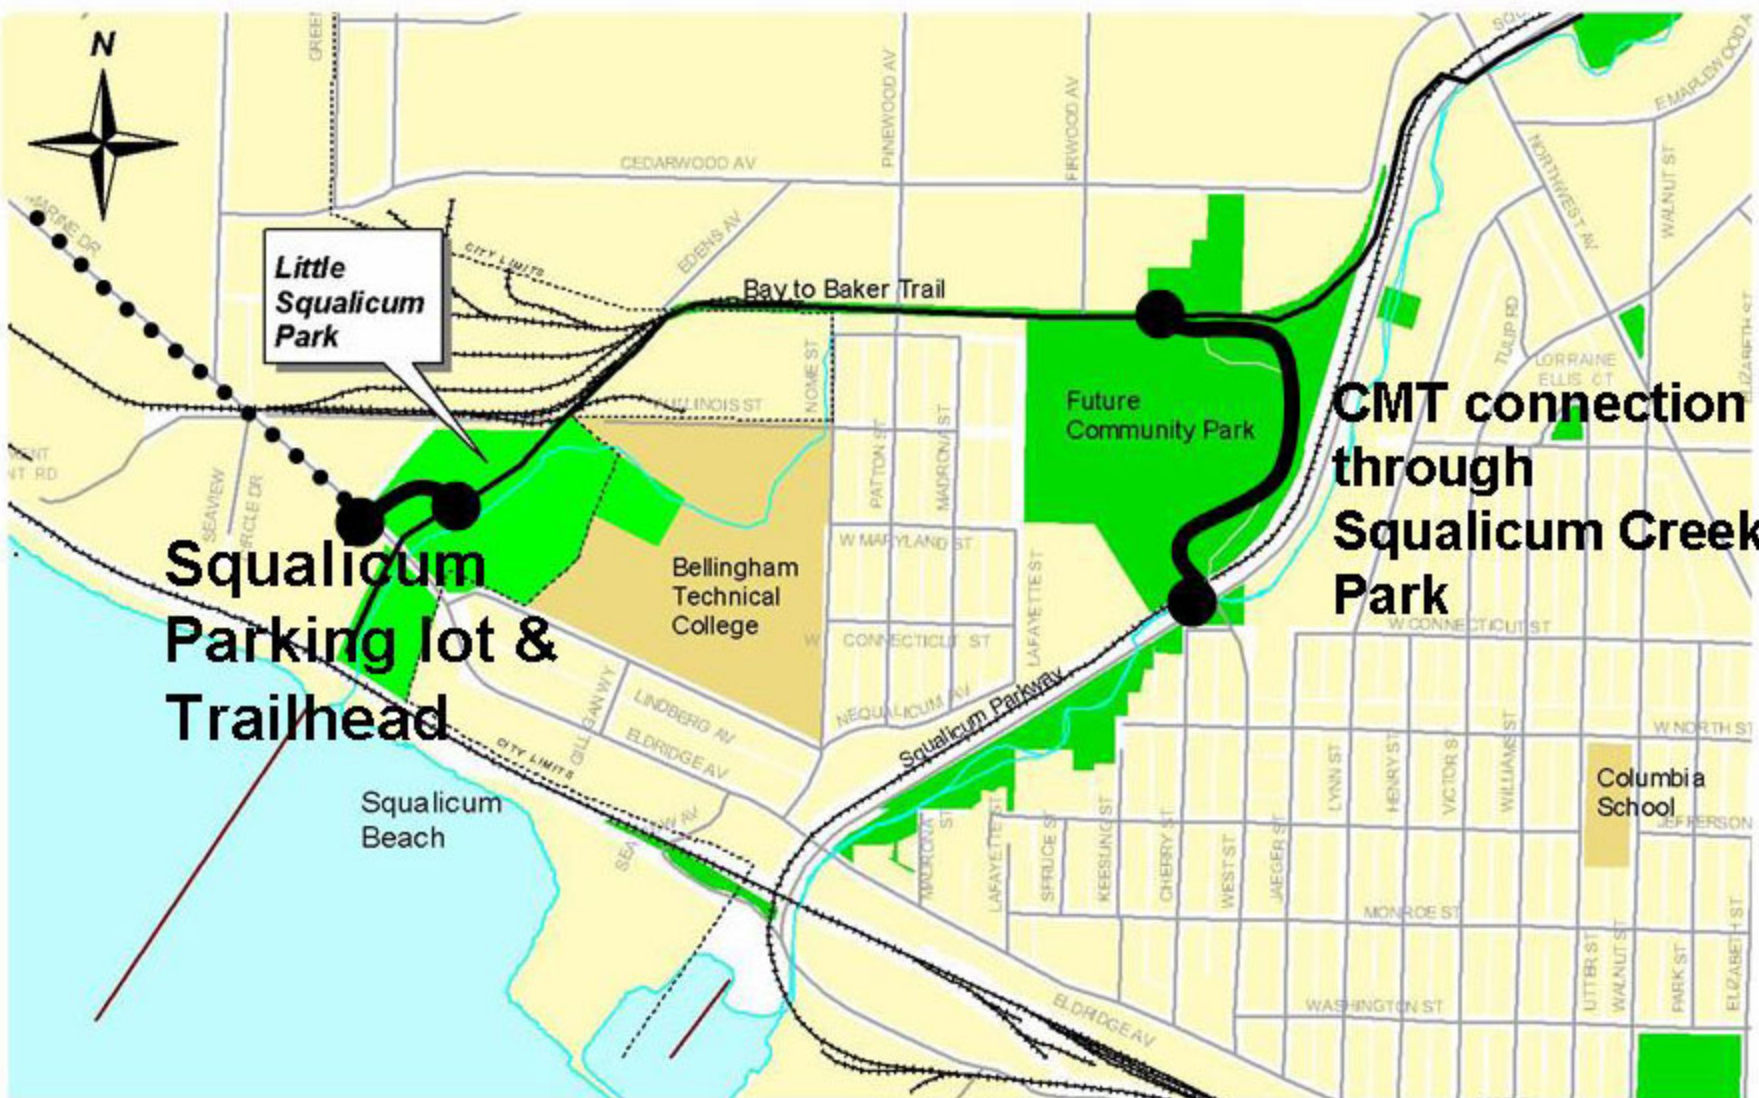 N
CEDARWOOD AV
PINEWOOD AV
FIRWOOD AV
E MAPLEWOOD A
NORTHWEST AV
WALNUT ST
MARINE DR
CITY LIMITS
EDENS AV
Little
Squalicum
Park
Bay to Baker Trail
NOME ST
ILLINOIS ST
TULIP RD
LORRAINE
ELLIS CT
Future
Community Park
CMT connection
through
Squalicum Creek
Park
PATTON ST
MADRONA ST
SEAVIEW
CIRCLE DR
NT RD
W MARYLAND ST
LAFAYETTE ST
Squalicum
Parking lot &
Trailhead
Bellingham
Technical
College
W CONNECTICUT ST
W CONNECTICUT ST
GILLIGAN WY
LINDBERG AV
ELDRIDGE AV
NEQUALICUM AV
Squalicum Parkway
CITY LIMITS
W NORTH ST
Columbia
School
JEFFERSON
LYNN ST
HENRY ST
VICTOR ST
WILLIAMS ST
Squalicum
Beach
MADRONA
ST
LAFAYETTE ST
SPRUCE ST
KEESLING ST
CHERRY ST
WEST ST
JAEGER ST
MONROE ST
UTTER ST
WALNUT ST
PARK ST
ELIZABETH ST
WASHINGTON ST
ELDRIDGE AV